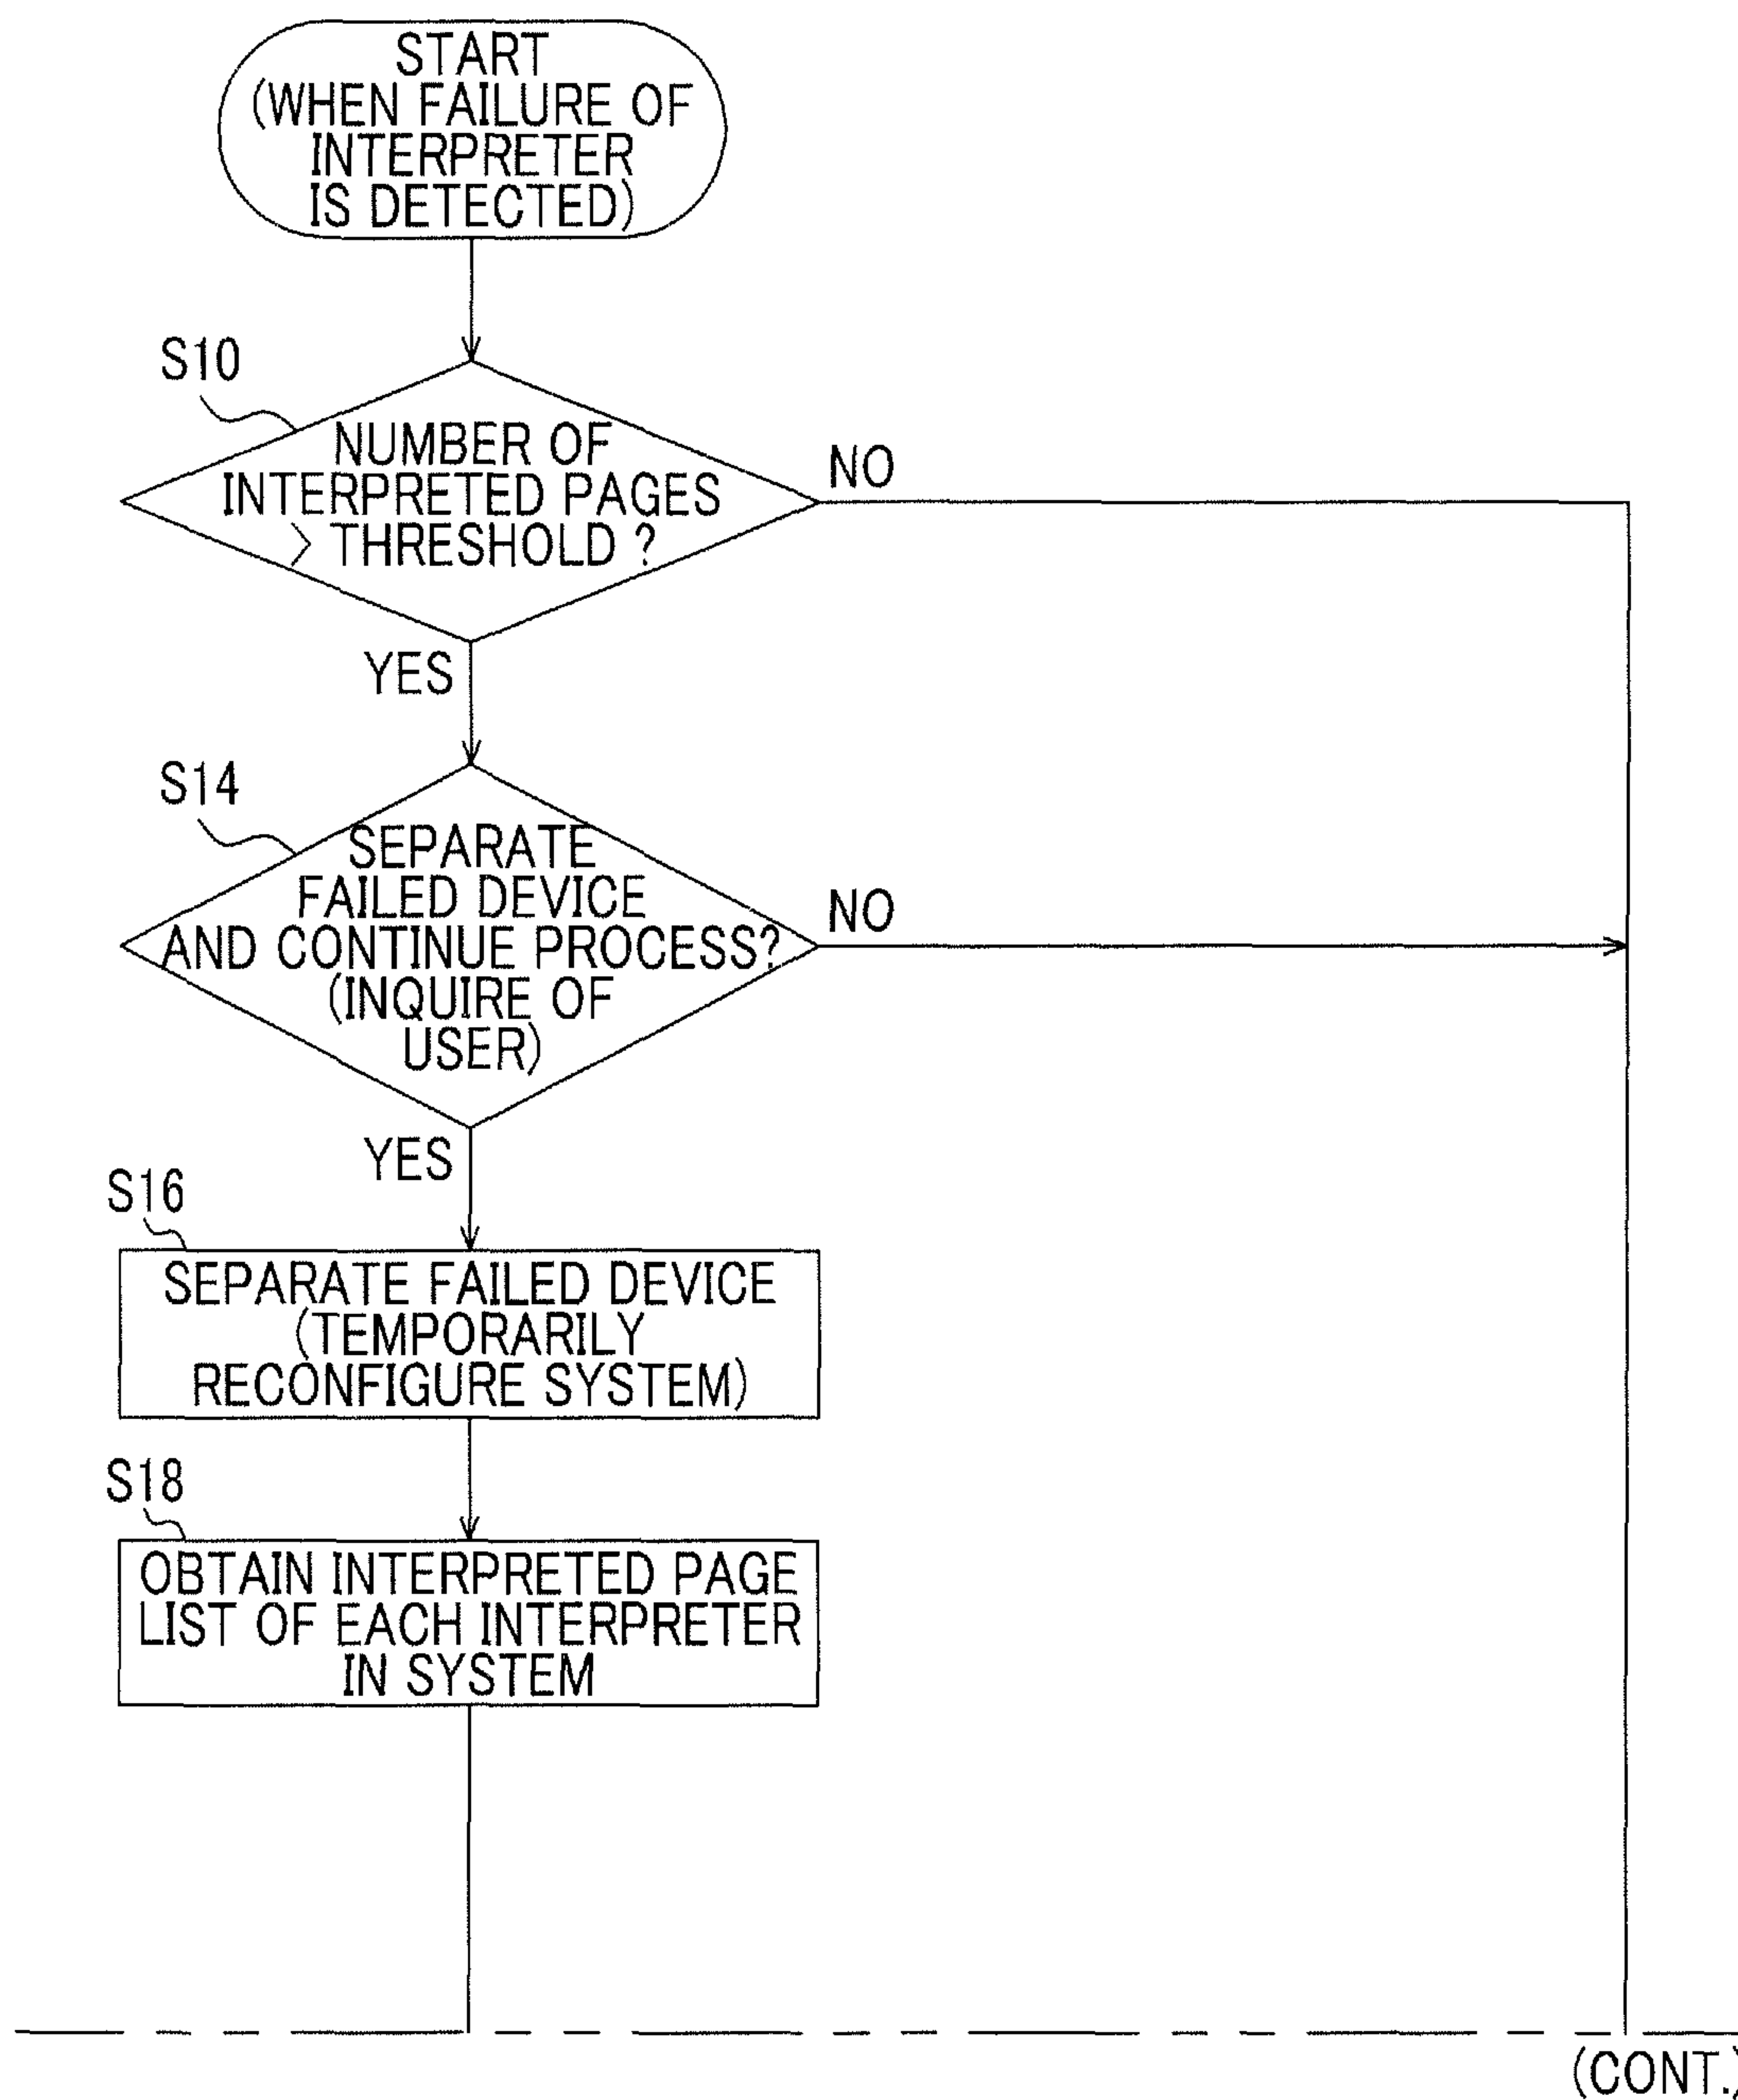 START
(WHEN FAILURE OF
INTERPRETER
IS DETECTED)
S10
NUMBER OF
INTERPRETED PAGES
> THRESHOLD ?
NO
YES
S14
SEPARATE
FAILED DEVICE
AND CONTINUE PROCESS?
(INQUIRE OF
USER)
NO
YES
S16
SEPARATE FAILED DEVICE
(TEMPORARILY
RECONFIGURE SYSTEM)
S18
OBTAIN INTERPRETED PAGE
LIST OF EACH INTERPRETER
IN SYSTEM
(CONT.)